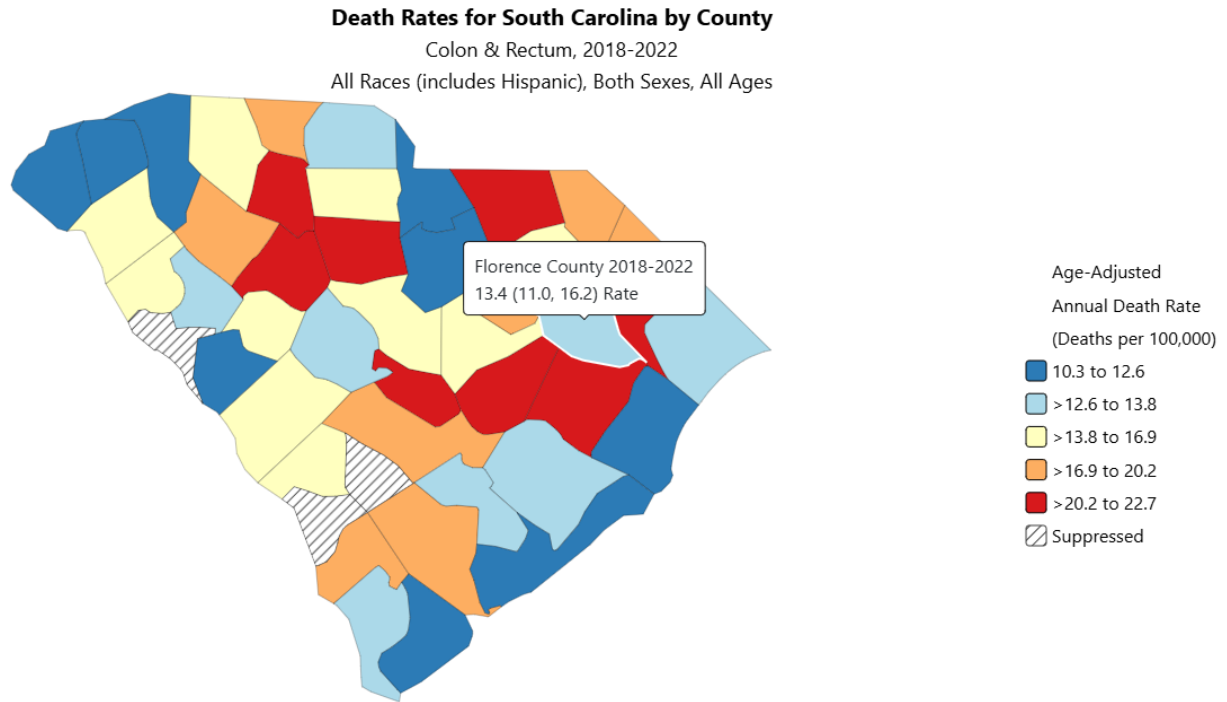 Death Rates for South Carolina by County
Colon & Rectum, 2018-2022
All Races (includes Hispanic), Both Sexes, All Ages
Florence County 2018-2022
13.4 (11.0, 16.2) Rate
Age-Adjusted
Annual Death Rate
(Deaths per 100,000)
10.3 to 12.6
>12.6 to 13.8
>13.8 to 16.9
>16.9 to 20.2
>20.2 to 22.7
Suppressed